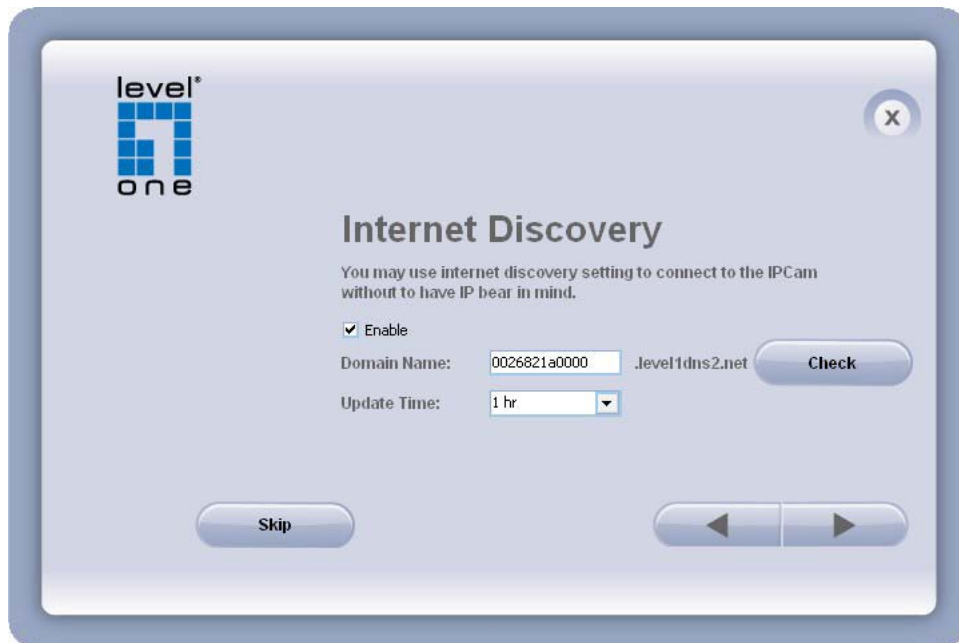 level®
one
X
Internet Discovery
You may use internet discovery setting to connect to the IPCam
without to have IP bear in mind.
Enable
Domain Name: 0026821a0000 .level1dns2.net Check
Update Time: 1 hr
Skip